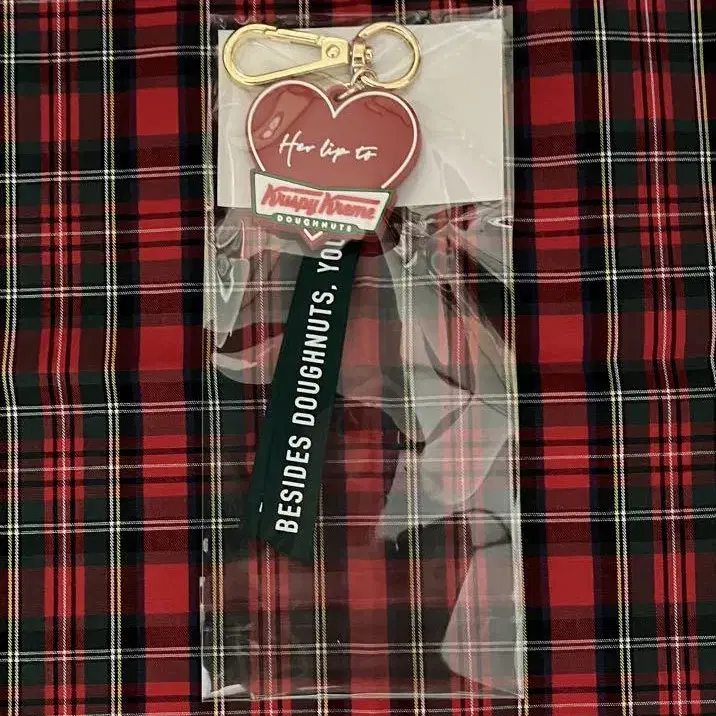 Her lip to
Krispy Kreme
DOUGHNUTS
BESIDES DOUGHNUTS, YOU